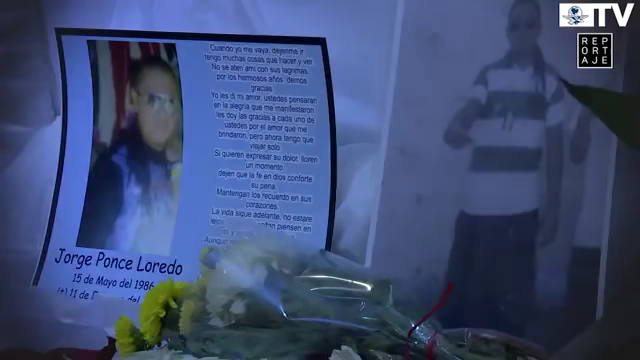 Cuando yo me vaya, dejenme ir
tengo muchas cosas que hacer y ver
No se aten ami con sus lagrimas,
por los hermosos años, demos
gracias
Yo les di mi amor, ustedes pensaran
en la alegria que me manifestaron
les doy las gracias a cada uno de
ustedes por el amor que me
brindaron, pero ahora tengo que
viajar solo
Si quieren expresar su dolor, lloren
un momento.
dejen que la fe en dios conforte
su pena.
Mantengan los recuerdo en sus
corazones
La vida sigue adelante, no estare
piensen en
Jorge Ponce Loredo
15 de Mayo del 1986
(+) 11 de
TV
REPORTAJE